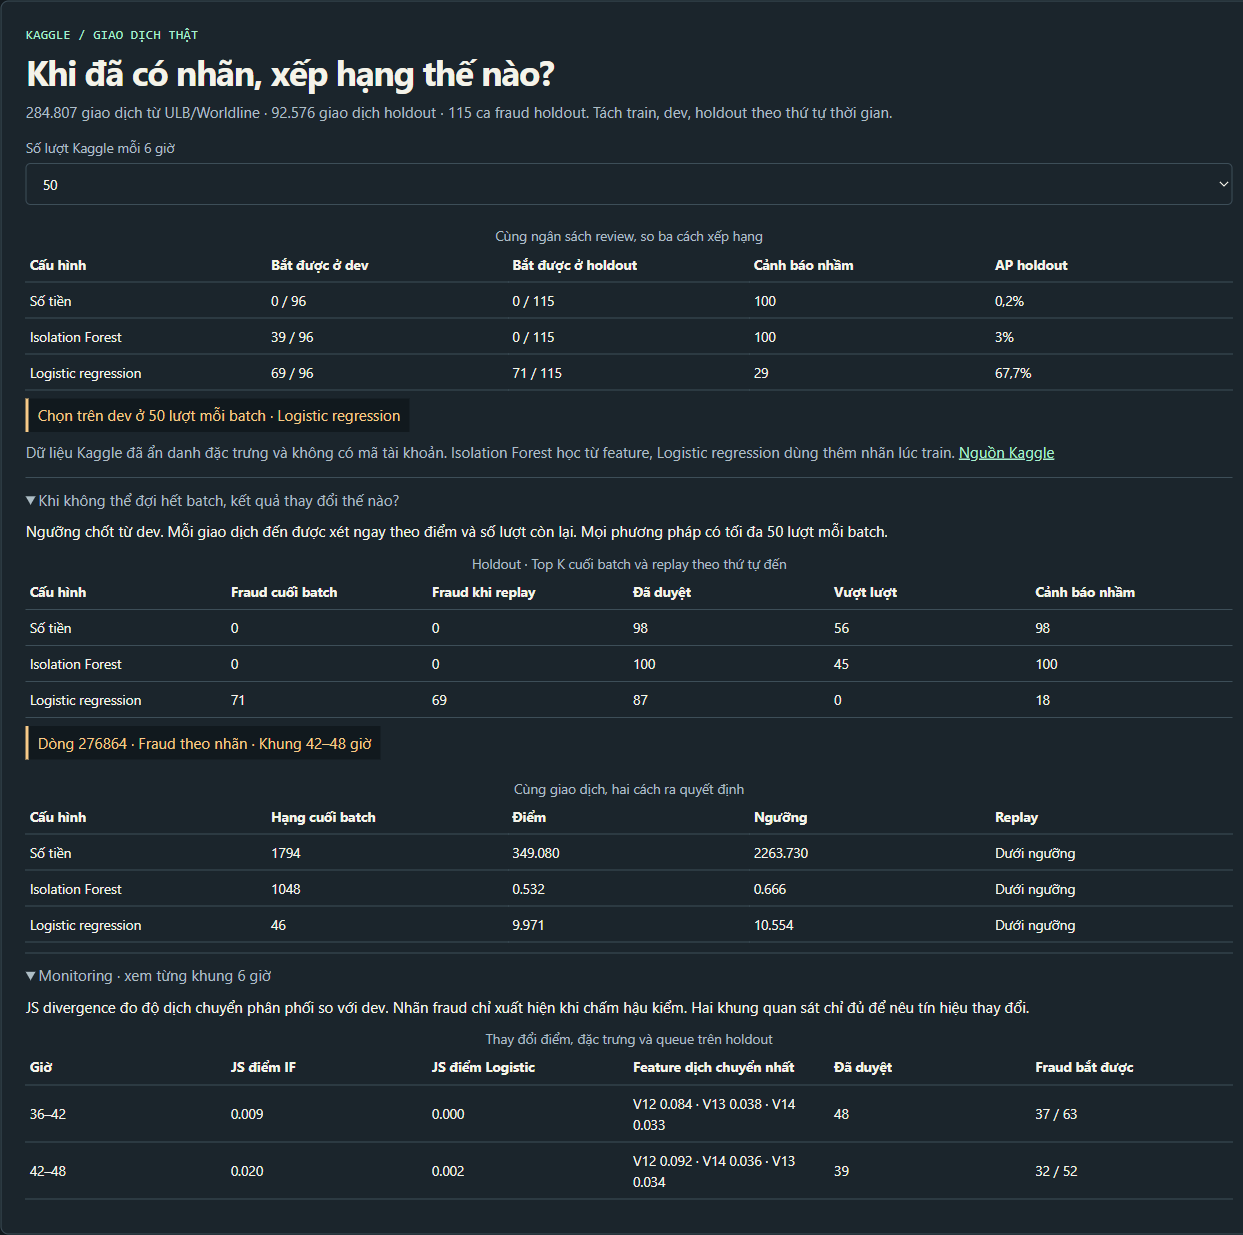 KAGGLE / GIAO DỊCH THẬT
Khi đã có nhãn, xếp hạng thế nào?
284.807 giao dịch từ ULB/Worldline · 92.576 giao dịch holdout · 115 ca fraud holdout. Tách train, dev, holdout theo thứ tự thời gian.
Số lượt Kaggle mỗi 6 giờ
50
Cùng ngân sách review, so ba cách xếp hạng
Cấu hình Bắt được ở dev Bắt được ở holdout Cảnh báo nhầm AP holdout
Số tiền 0 / 96 0 / 115 100 0,2%
Isolation Forest 39 / 96 0 / 115 100 3%
Logistic regression 69 / 96 71 / 115 29 67,7%
Chọn trên dev ở 50 lượt mỗi batch · Logistic regression
Dữ liệu Kaggle đã ẩn danh đặc trưng và không có mã tài khoản. Isolation Forest học từ feature, Logistic regression dùng thêm nhãn lúc train. Nguồn Kaggle
▼Khi không thể đợi hết batch, kết quả thay đổi thế nào?
Ngưỡng chốt từ dev. Mỗi giao dịch đến được xét ngay theo điểm và số lượt còn lại. Mọi phương pháp có tối đa 50 lượt mỗi batch.
Holdout · Top K cuối batch và replay theo thứ tự đến
Cấu hình Fraud cuối batch Fraud khi replay Đã duyệt Vượt lượt Cảnh báo nhầm
Số tiền 0 0 98 56 98
Isolation Forest 0 0 100 45 100
Logistic regression 71 69 87 0 18
Dòng 276864 · Fraud theo nhãn · Khung 42–48 giờ
Cùng giao dịch, hai cách ra quyết định
Cấu hình Hạng cuối batch Điểm Ngưỡng Replay
Số tiền 1794 349.080 2263.730 Dưới ngưỡng
Isolation Forest 1048 0.532 0.666 Dưới ngưỡng
Logistic regression 46 9.971 10.554 Dưới ngưỡng
▼Monitoring · xem từng khung 6 giờ
JS divergence đo độ dịch chuyển phân phối so với dev. Nhãn fraud chỉ xuất hiện khi chấm hậu kiểm. Hai khung quan sát chỉ đủ để nêu tín hiệu thay đổi.
Thay đổi điểm, đặc trưng và queue trên holdout
Giờ JS điểm IF JS điểm Logistic Feature dịch chuyển nhất Đã duyệt Fraud bắt được
36–42 0.009 0.000 V12 0.084 · V13 0.038 · V14 0.033 48 37 / 63
42–48 0.020 0.002 V12 0.092 · V14 0.036 · V13 0.034 39 32 / 52